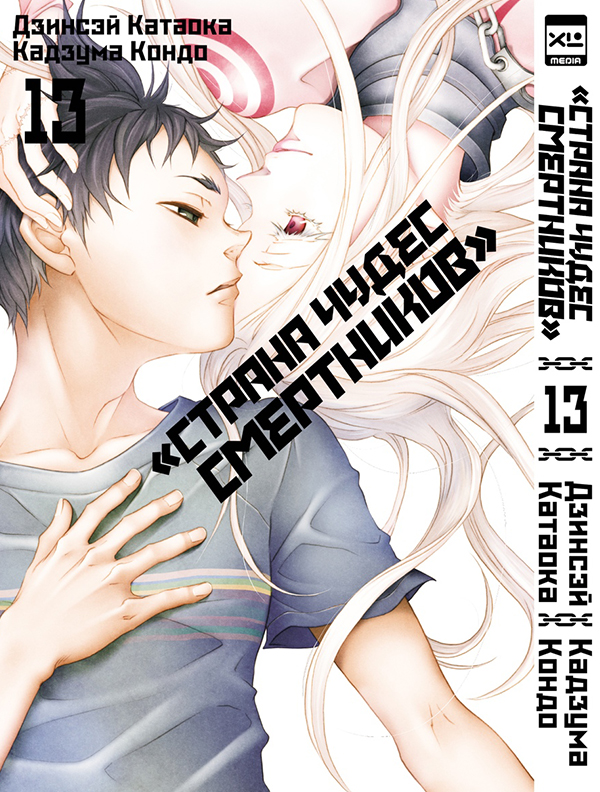 Дзинсэй Катаока
Кадзума Кондо
13
«СТРАНА ЧУДЕС
СМЕРТНИКОВ»
XL
MEDIA
«СТРАНА ЧУДЕС
СМЕРТНИКОВ»
13
Дзинсэй
Катаока
Кадзума
Кондо